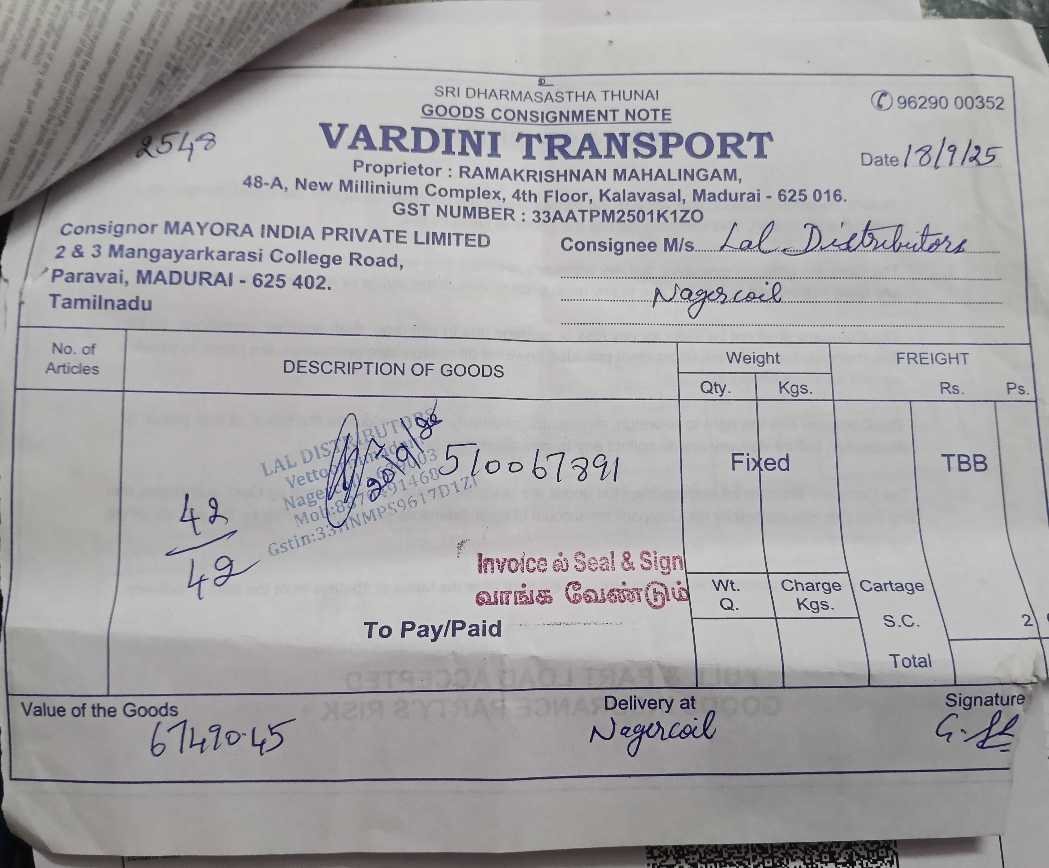 உ
SRI DHARMASASTHA THUNAI
GOODS CONSIGNMENT NOTE
✆ 96290 00352
2548
VARDINI TRANSPORT
Date 18/9/25
Proprietor : RAMAKRISHNAN MAHALINGAM,
48-A, New Millinium Complex, 4th Floor, Kalavasal, Madurai - 625 016.
GST NUMBER : 33AATPM2501K1ZO
Consignor MAYORA INDIA PRIVATE LIMITED
2 & 3 Mangayarkarasi College Road,
Paravai, MADURAI - 625 402.
Tamilnadu
Consignee M/s. Lal Distributors
Nagercoil
No. of Articles
DESCRIPTION OF GOODS
Weight
Qty. Kgs.
FREIGHT
Rs. Ps.
LAL DISTRIBUTORS
510067891
42
42
Fixed
TBB
Invoice ல் Seal & Sign
வாங்க வேண்டும்
To Pay/Paid
Wt. Q.
Charge Kgs.
Cartage
S.C. 2
Total
Value of the Goods
67490.45
Delivery at
Nagercoil
Signature